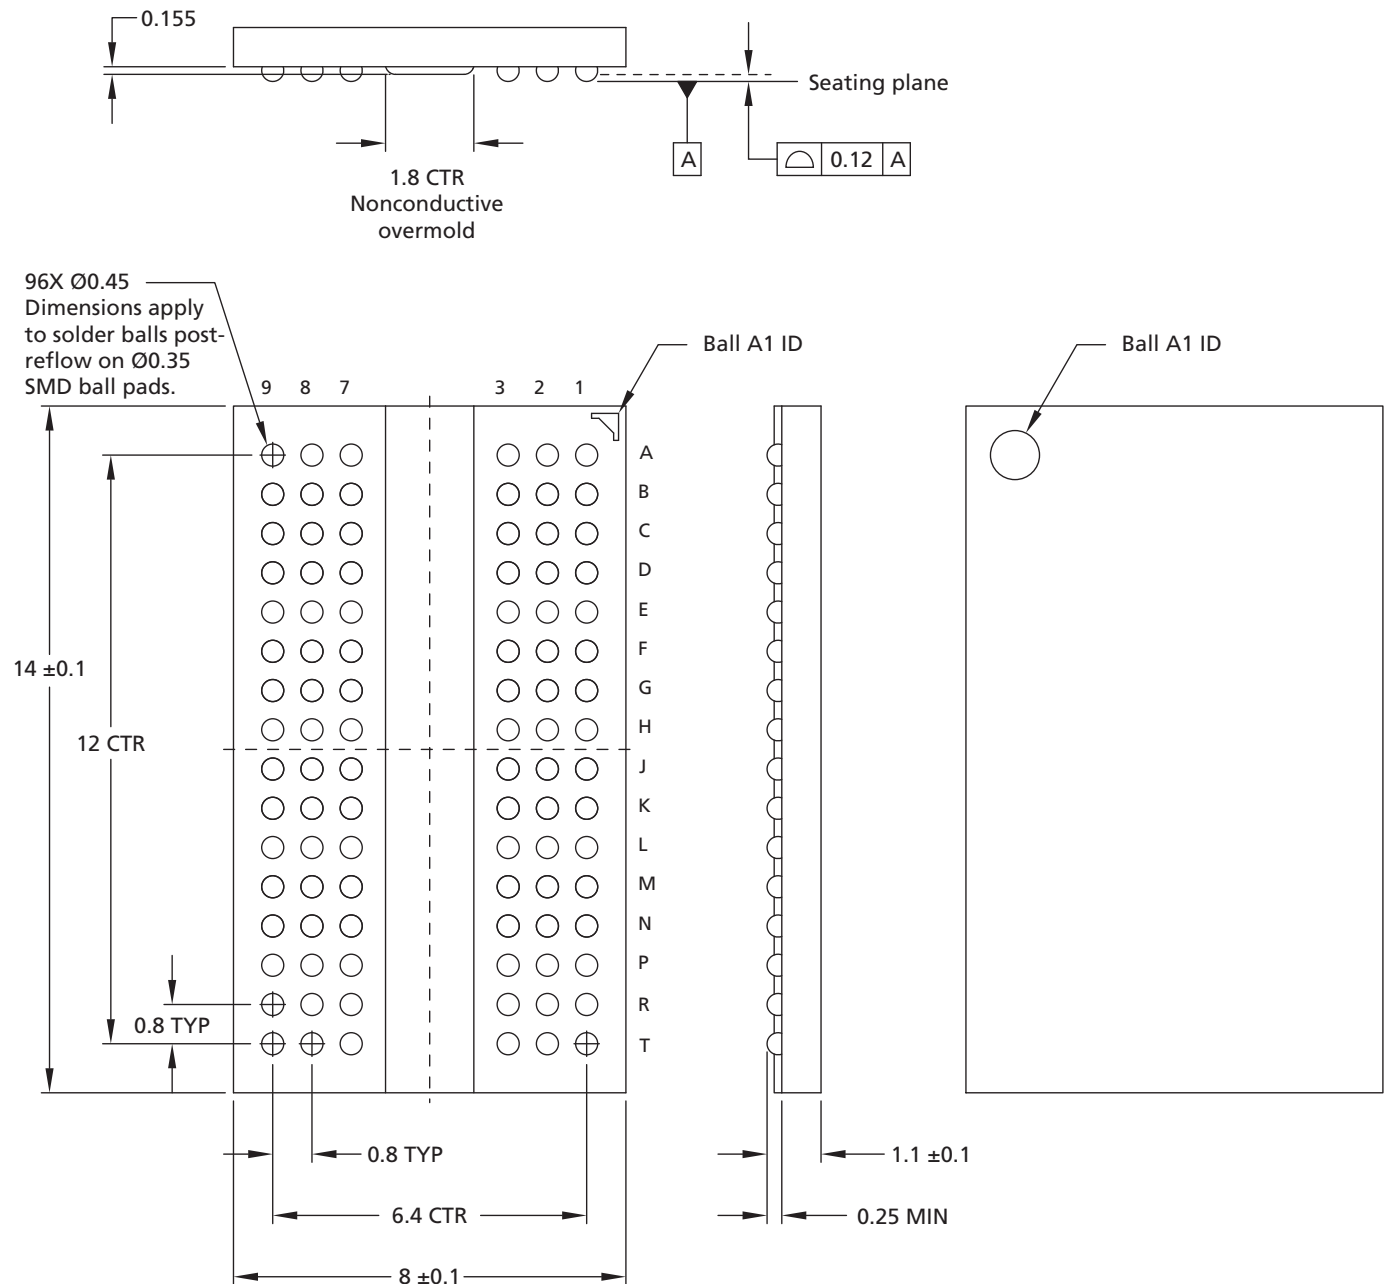 0.155
Seating plane
A
0.12 A
1.8 CTR
Nonconductive
overmold
96X Ø0.45
Dimensions apply
to solder balls post-
reflow on Ø0.35
SMD ball pads.
Ball A1 ID
Ball A1 ID
9 8 7 3 2 1
A
B
C
D
E
F
G
H
J
K
L
M
N
P
R
T
14 ±0.1
12 CTR
0.8 TYP
0.8 TYP
1.1 ±0.1
6.4 CTR
0.25 MIN
8 ±0.1